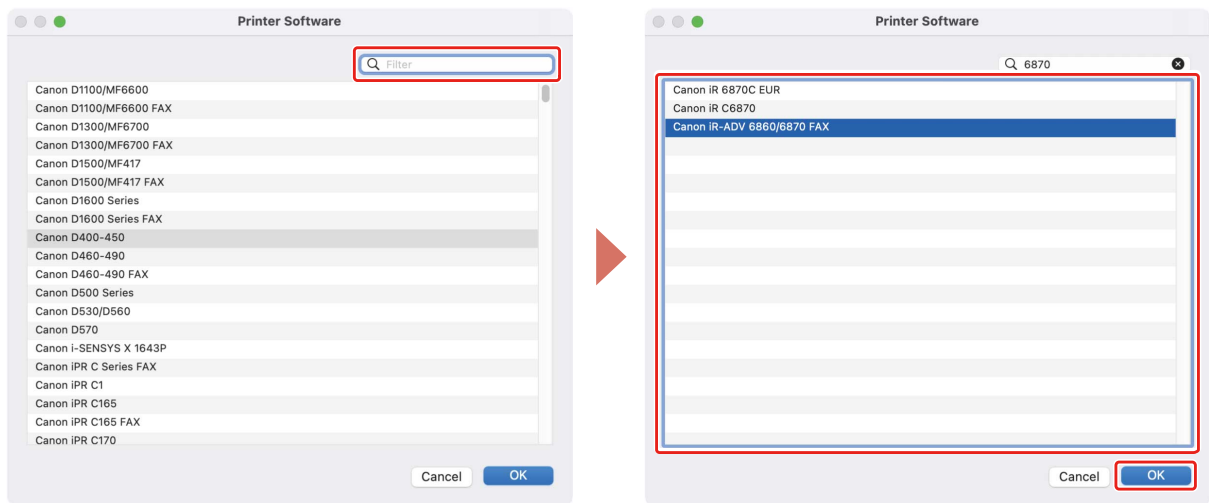 Printer Software
Filter
Canon D1100/MF6600
Canon D1100/MF6600 FAX
Canon D1300/MF6700
Canon D1300/MF6700 FAX
Canon D1500/MF417
Canon D1500/MF417 FAX
Canon D1600 Series
Canon D1600 Series FAX
Canon D400-450
Canon D460-490
Canon D460-490 FAX
Canon D500 Series
Canon D530/D560
Canon D570
Canon i-SENSYS X 1643P
Canon iPR C Series FAX
Canon iPR C1
Canon iPR C165
Canon iPR C165 FAX
Canon iPR C170
Cancel OK
Printer Software
6870
Canon iR 6870C EUR
Canon iR C6870
Canon iR-ADV 6860/6870 FAX
Cancel OK